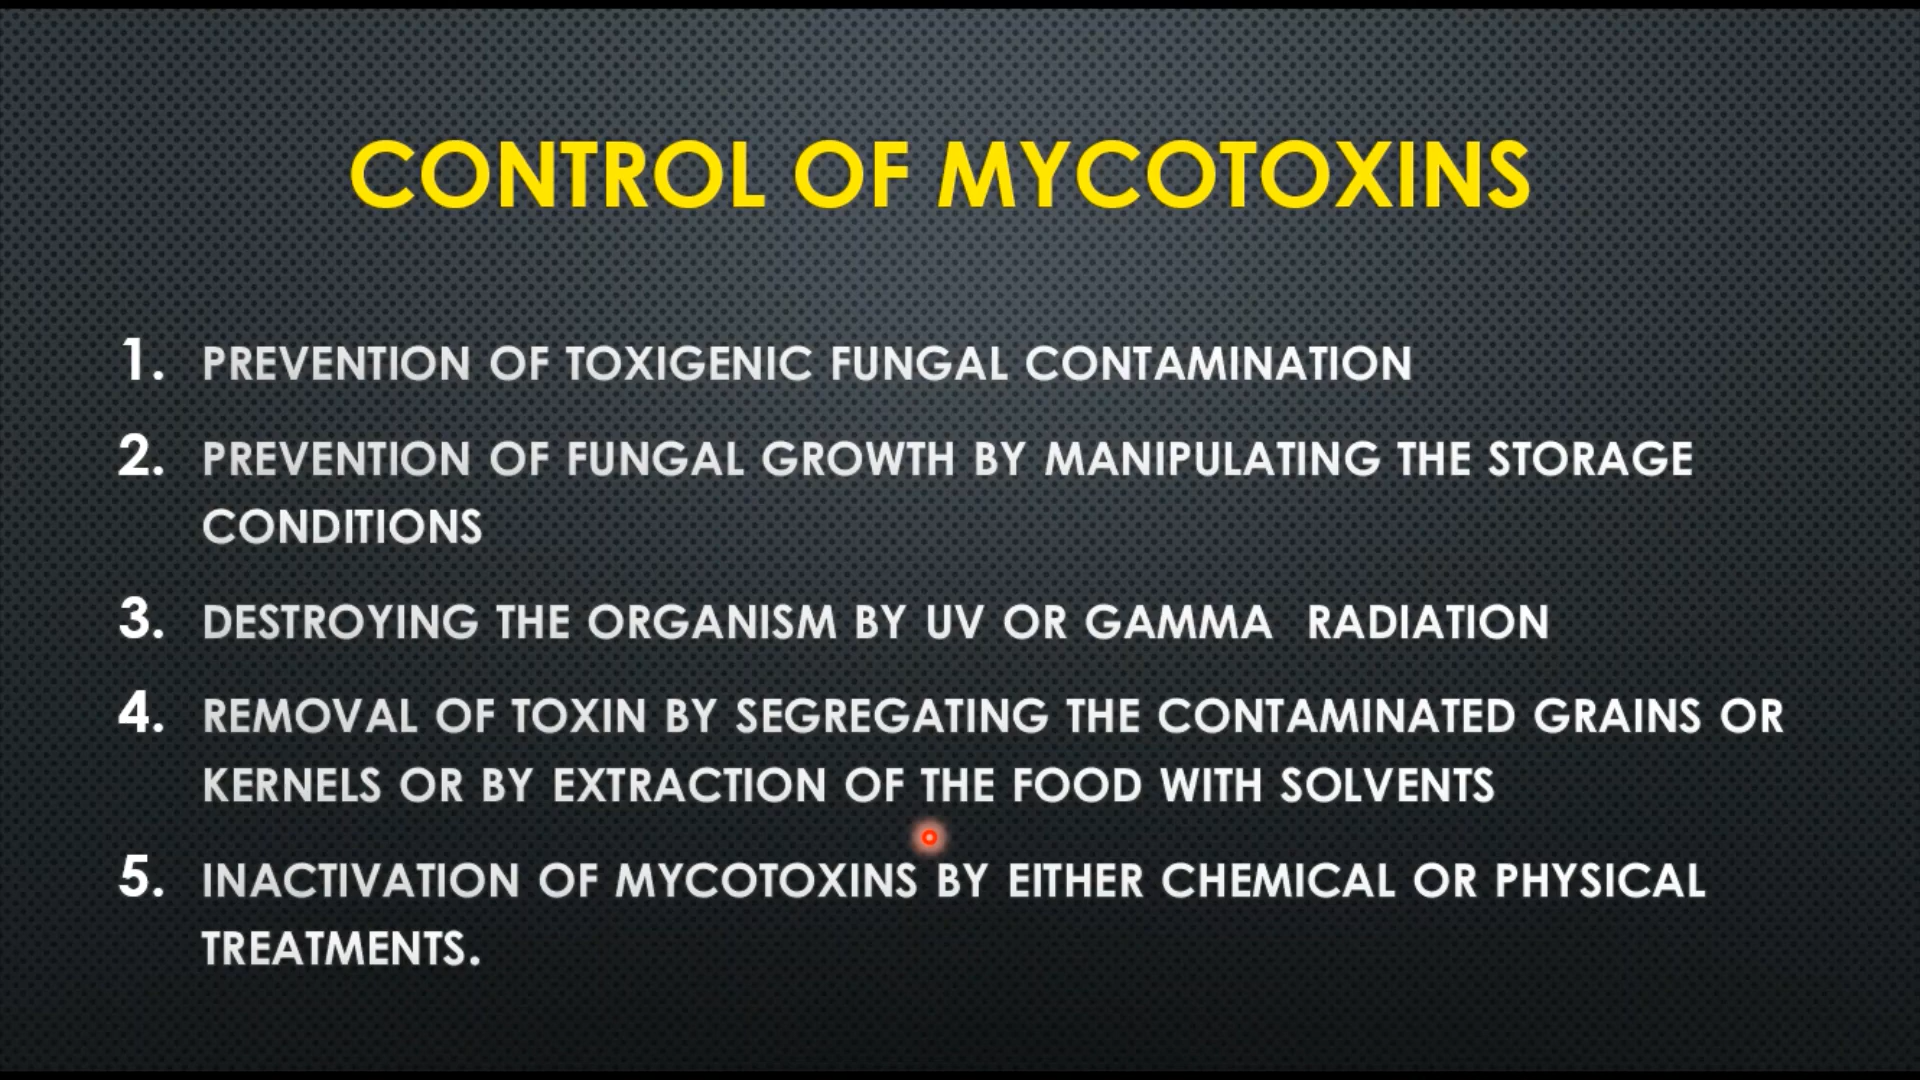 CONTROL OF MYCOTOXINS
1. PREVENTION OF TOXIGENIC FUNGAL CONTAMINATION
2. PREVENTION OF FUNGAL GROWTH BY MANIPULATING THE STORAGE
CONDITIONS
3. DESTROYING THE ORGANISM BY UV OR GAMMA RADIATION
4. REMOVAL OF TOXIN BY SEGREGATING THE CONTAMINATED GRAINS OR
KERNELS OR BY EXTRACTION OF THE FOOD WITH SOLVENTS
5. INACTIVATION OF MYCOTOXINS BY EITHER CHEMICAL OR PHYSICAL
TREATMENTS.